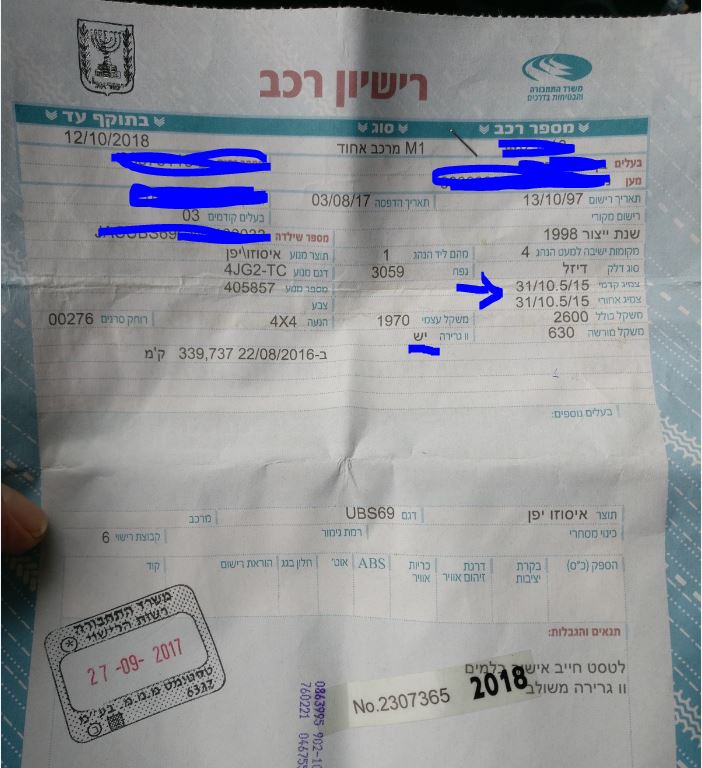 משרד התחבורה
והבטיחות בדרכים
ישראל
רישיון רכב
מספר רכב סוג בתוקף עד
M1 מרכב אחוד 12/10/2018
בעלים
מען
תאריך רישום 13/10/97 תאריך הדפסה 03/08/17
רישום מקורי בעלים קודמים 03
שנת ייצור 1998 מספר שילדה
מקומות ישיבה למעט הנהג 4 מהם ליד הנהג 1 תוצר מנוע איסוזו\יפן
סוג דלק דיזל נפח 3059 דגם מנוע 4JG2-TC
צמיג קדמי 31/10.5/15 מספר מנוע 405857
צמיג אחורי 31/10.5/15 צבע
משקל כולל 2600 משקל עצמי 1970 הנעה 4X4 רוחק סרנים 00276
משקל מורשה 630 וו גרירה יש
ב-22/08/2016 339,737 ק'מ
בעלים נוספים:
תוצר איסוזו יפן דגם UBS69 מרכב
כינוי מסחרי רמת גימור קבוצת רישוי 6
הספק (כ"ס) בקרת יציבות דרגת זיהום אוויר כריות אוויר ABS אוט' חלון בגג הוראת רישום קוד
תנאים והגבלות:
לטסט חייב אישור בלמים
וו גרירה משולב
No.2307365 2018
משרד התחבורה
רשות הרישוי
27 -09- 2017
טסטומט מ.מ.מ. בע"מ